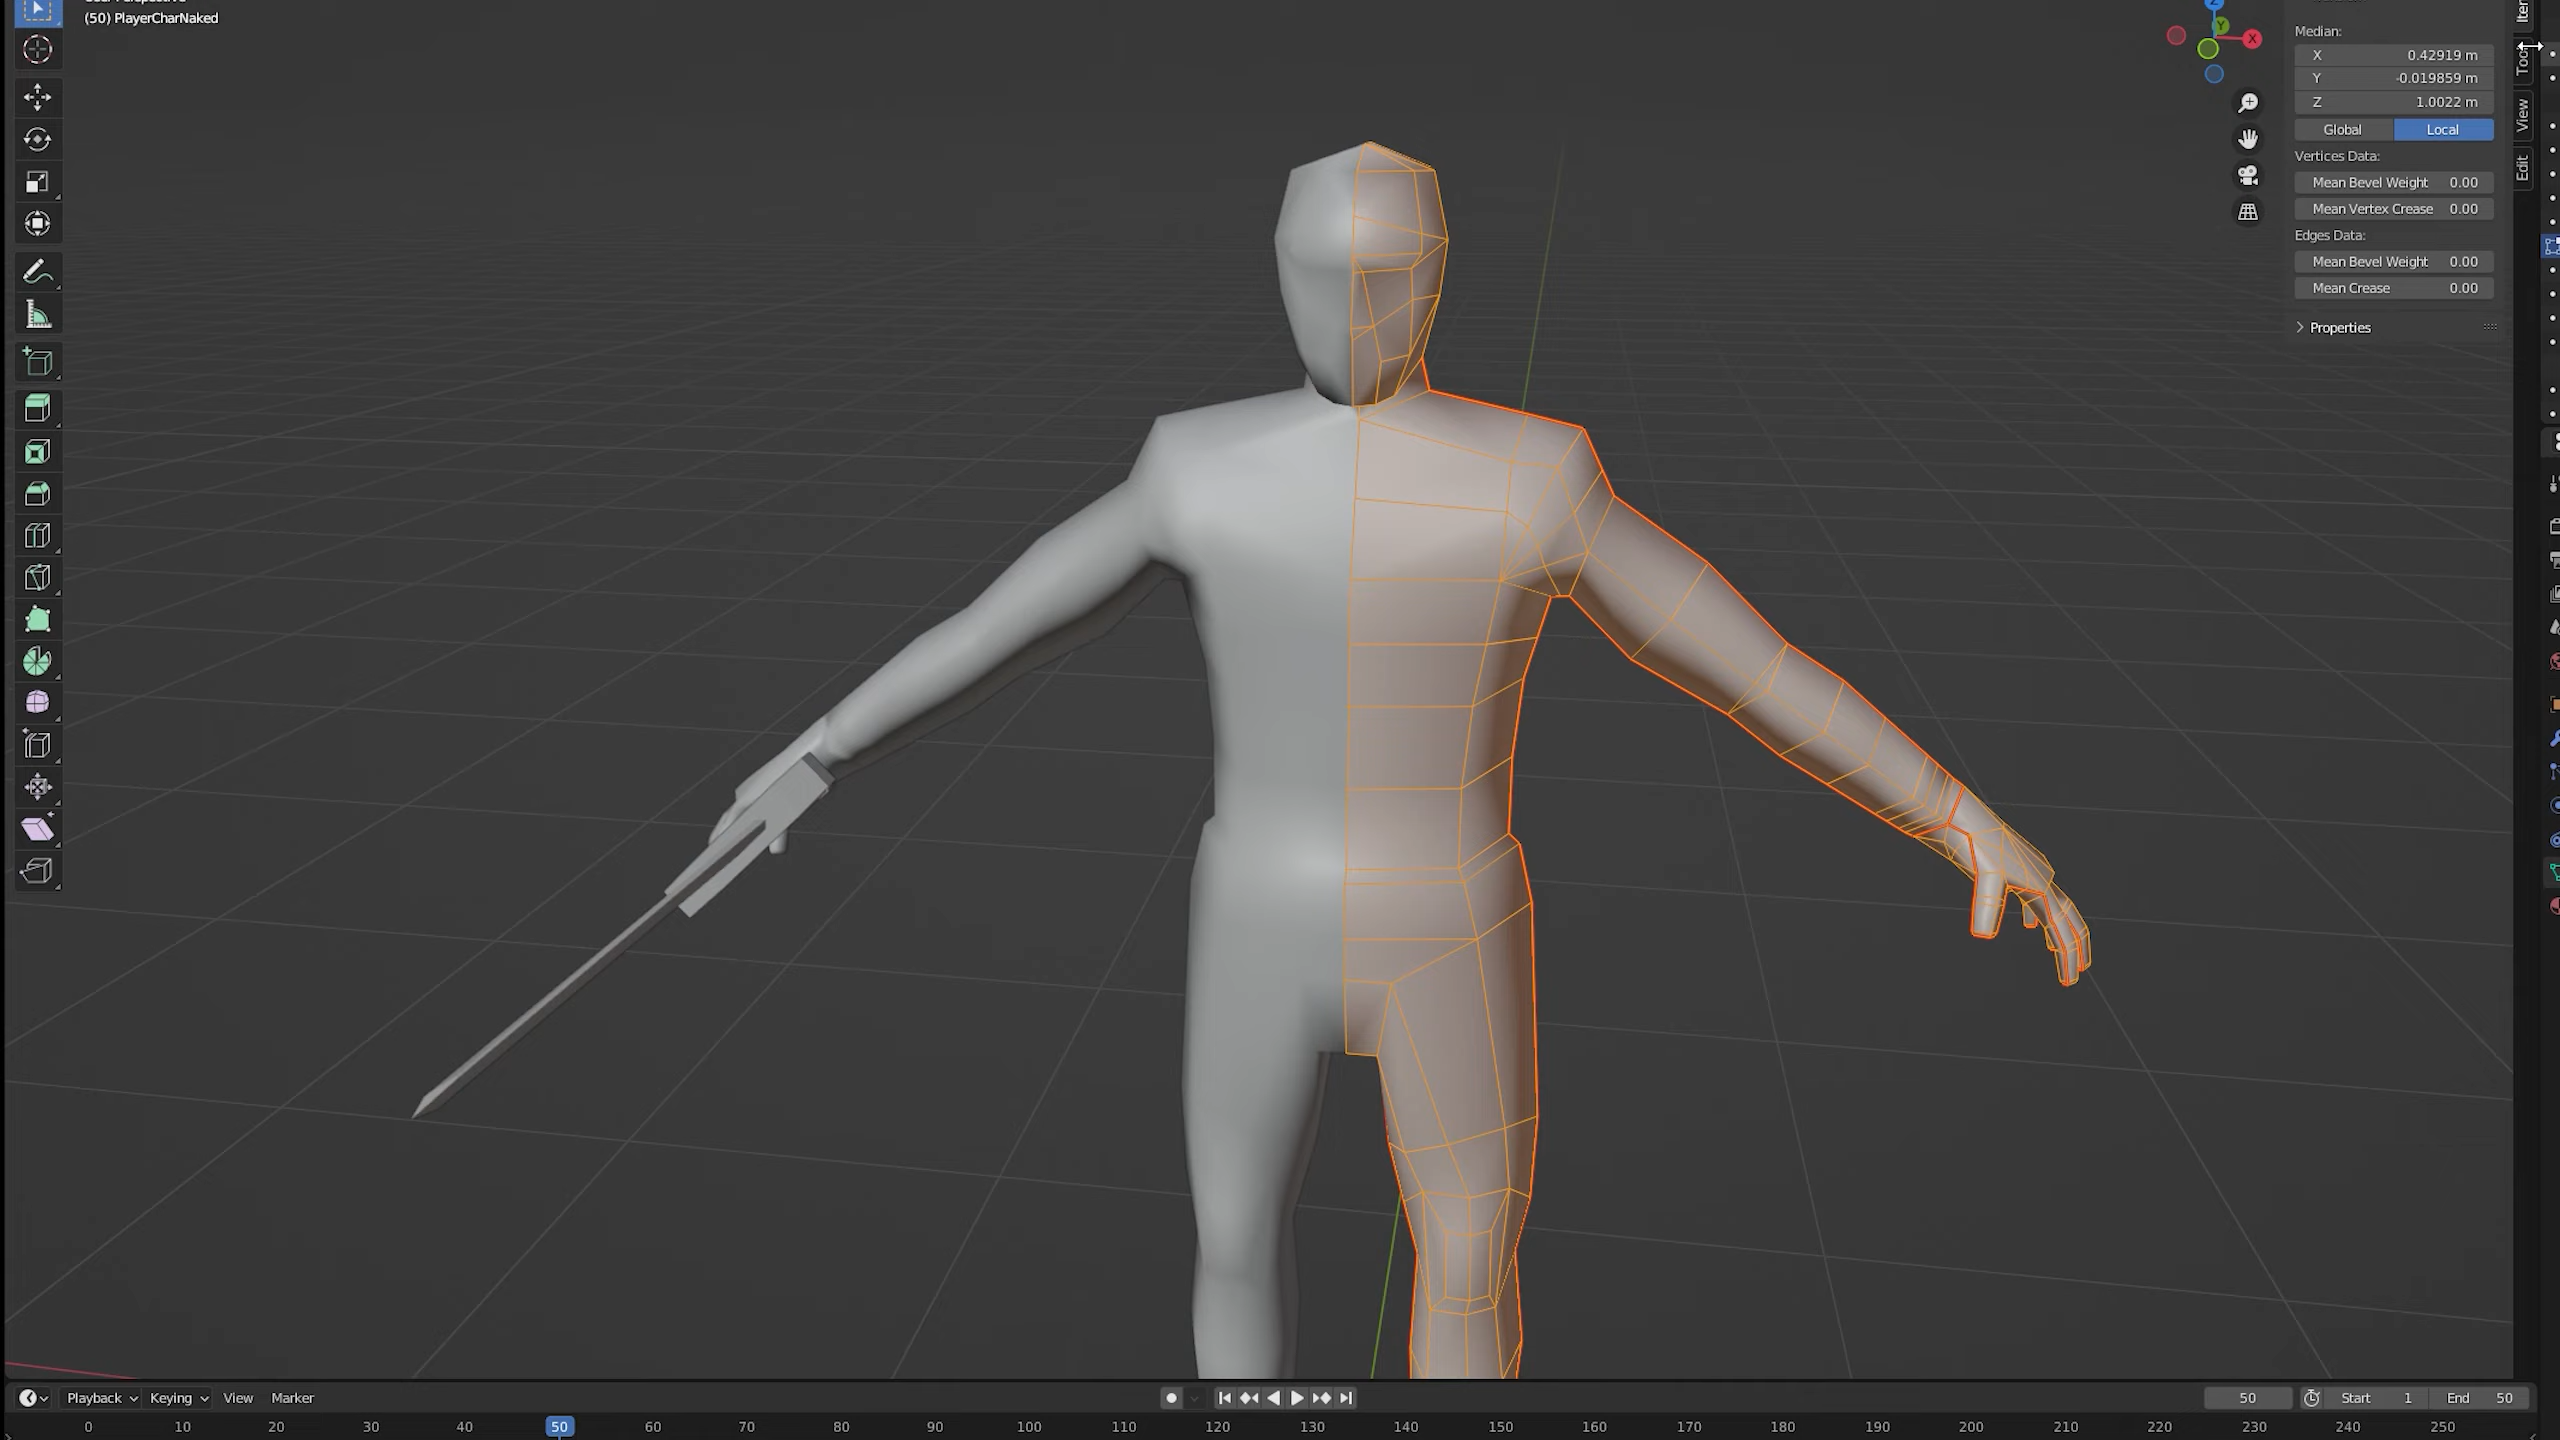 (50) PlayerCharNaked
Z
Y
X
Median:
X 0.42919 m
Y -0.019859 m
Z 1.0022 m
Global Local
Vertices Data:
Mean Bevel Weight 0.00
Mean Vertex Crease 0.00
Edges Data:
Mean Bevel Weight 0.00
Mean Crease 0.00
Properties
View
Edit
Playback Keying View Marker
50 Start 1 End 50
0 10 20 30 40 50 60 70 80 90 100 110 120 130 140 150 160 170 180 190 200 210 220 230 240 250